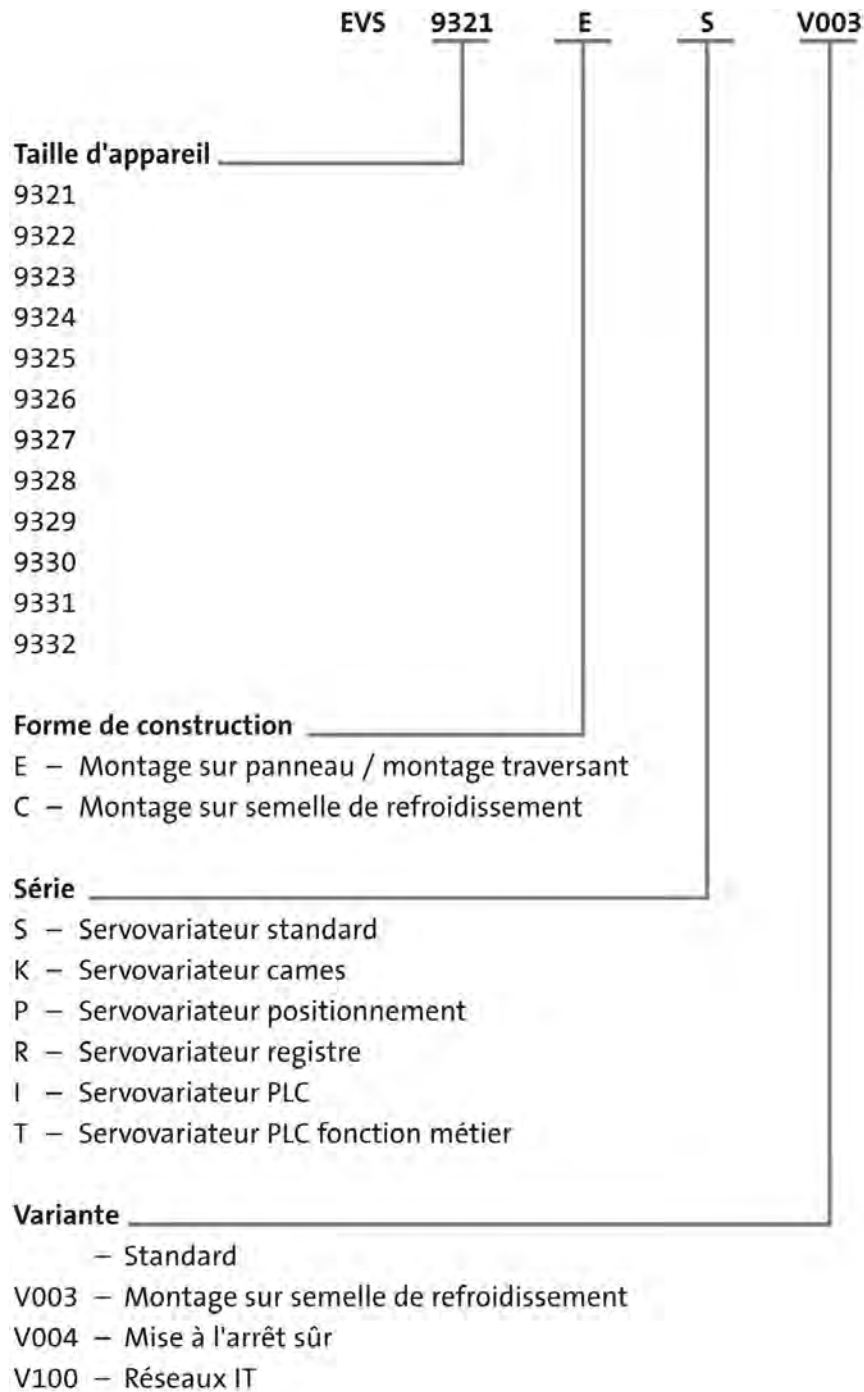 EVS 9321 E S V003
Taille d'appareil
9321
9322
9323
9324
9325
9326
9327
9328
9329
9330
9331
9332
Forme de construction
E – Montage sur panneau / montage traversant
C – Montage sur semelle de refroidissement
Série
S – Servovariateur standard
K – Servovariateur cames
P – Servovariateur positionnement
R – Servovariateur registre
I – Servovariateur PLC
T – Servovariateur PLC fonction métier
Variante
– Standard
V003 – Montage sur semelle de refroidissement
V004 – Mise à l'arrêt sûr
V100 – Réseaux IT